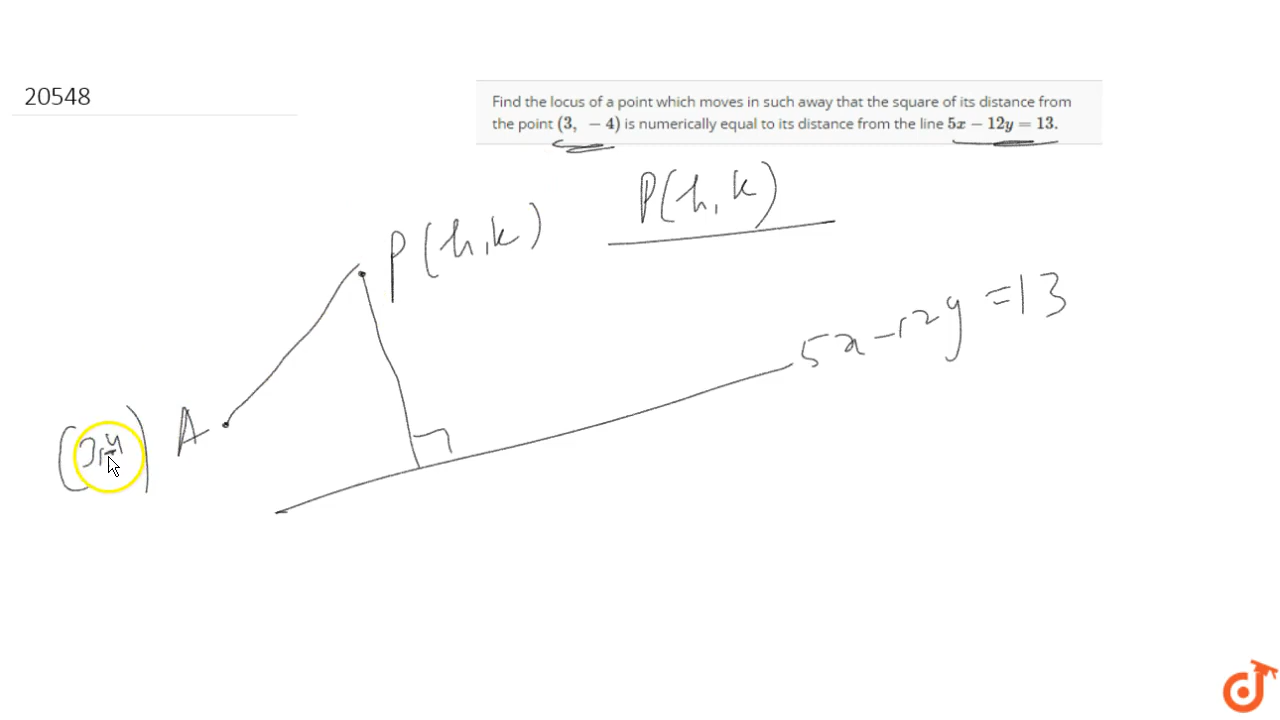 20548
Find the locus of a point which moves in such away that the square of its distance from
the point (3, − 4) is numerically equal to its distance from the line 5x − 12y = 13.
P(h,k)
P(h,k)
5x-12y=13
A